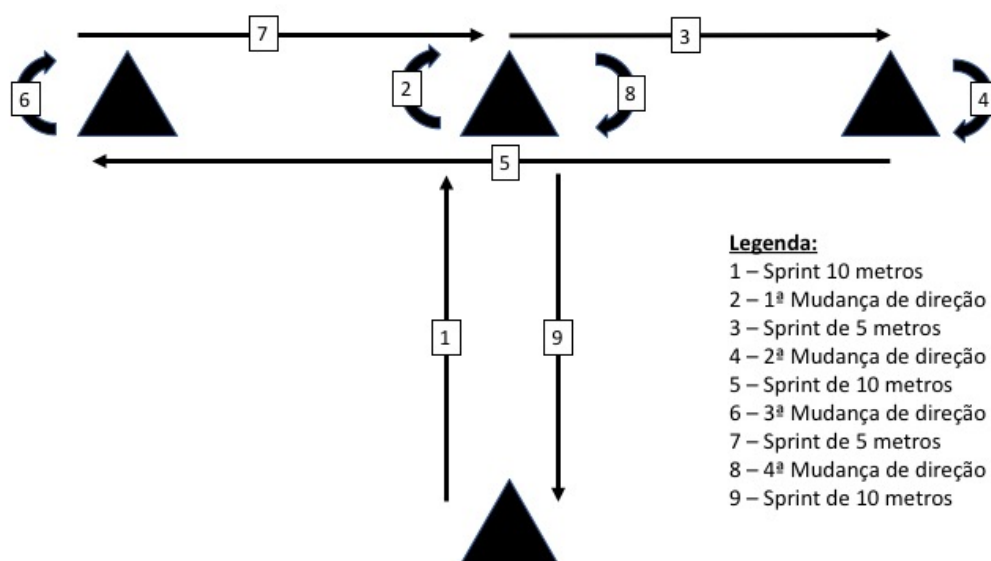 7
3
6
2
8
4
5
1
9
Legenda:
1 – Sprint 10 metros
2 – 1ª Mudança de direção
3 – Sprint de 5 metros
4 – 2ª Mudança de direção
5 – Sprint de 10 metros
6 – 3ª Mudança de direção
7 – Sprint de 5 metros
8 – 4ª Mudança de direção
9 – Sprint de 10 metros